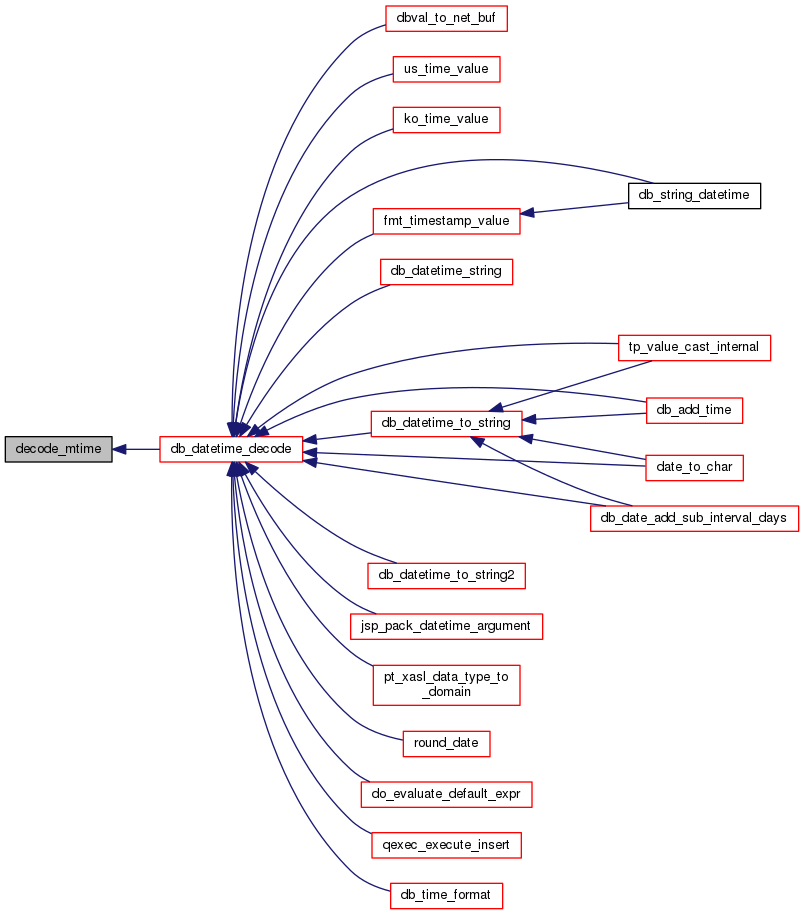 dbval_to_net_buf
us_time_value
ko_time_value
db_string_datetime
fmt_timestamp_value
db_datetime_string
tp_value_cast_internal
db_add_time
db_datetime_to_string
decode_mtime
db_datetime_decode
date_to_char
db_date_add_sub_interval_days
db_datetime_to_string2
jsp_pack_datetime_argument
pt_xasl_data_type_to
_domain
round_date
do_evaluate_default_expr
qexec_execute_insert
db_time_format